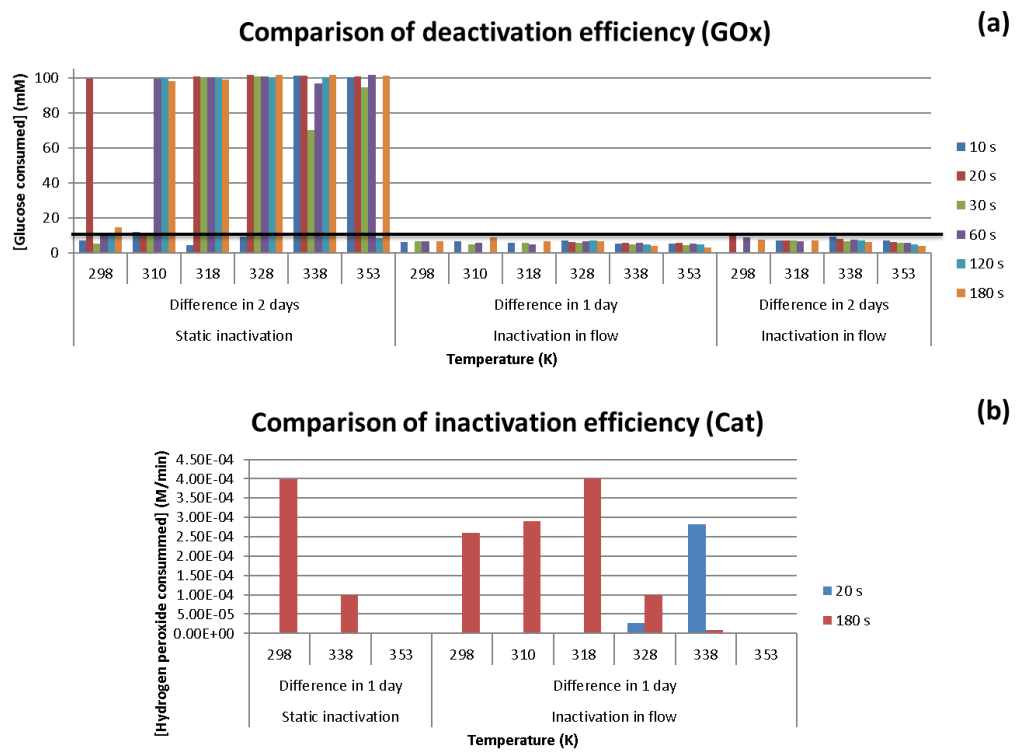 Comparison of deactivation efficiency (GOx)
(a)
[Glucose consumed] (mM)
100
80
60
40
20
0
298 310 318 328 338 353 298 310 318 328 338 353 298 318 338 353
Difference in 2 days Difference in 1 day Difference in 2 days
Static inactivation Inactivation in flow Inactivation in flow
Temperature (K)
10 s
20 s
30 s
60 s
120 s
180 s
Comparison of inactivation efficiency (Cat)
(b)
[Hydrogen peroxide consummed] (M/min)
4.50E-04
4.00E-04
3.50E-04
3.00E-04
2.50E-04
2.00E-04
1.50E-04
1.00E-04
5.00E-05
0.00E+00
298 338 353 298 310 318 328 338 353
Difference in 1 day Difference in 1 day
Static inactivation Inactivation in flow
Temperature (K)
20 s
180 s